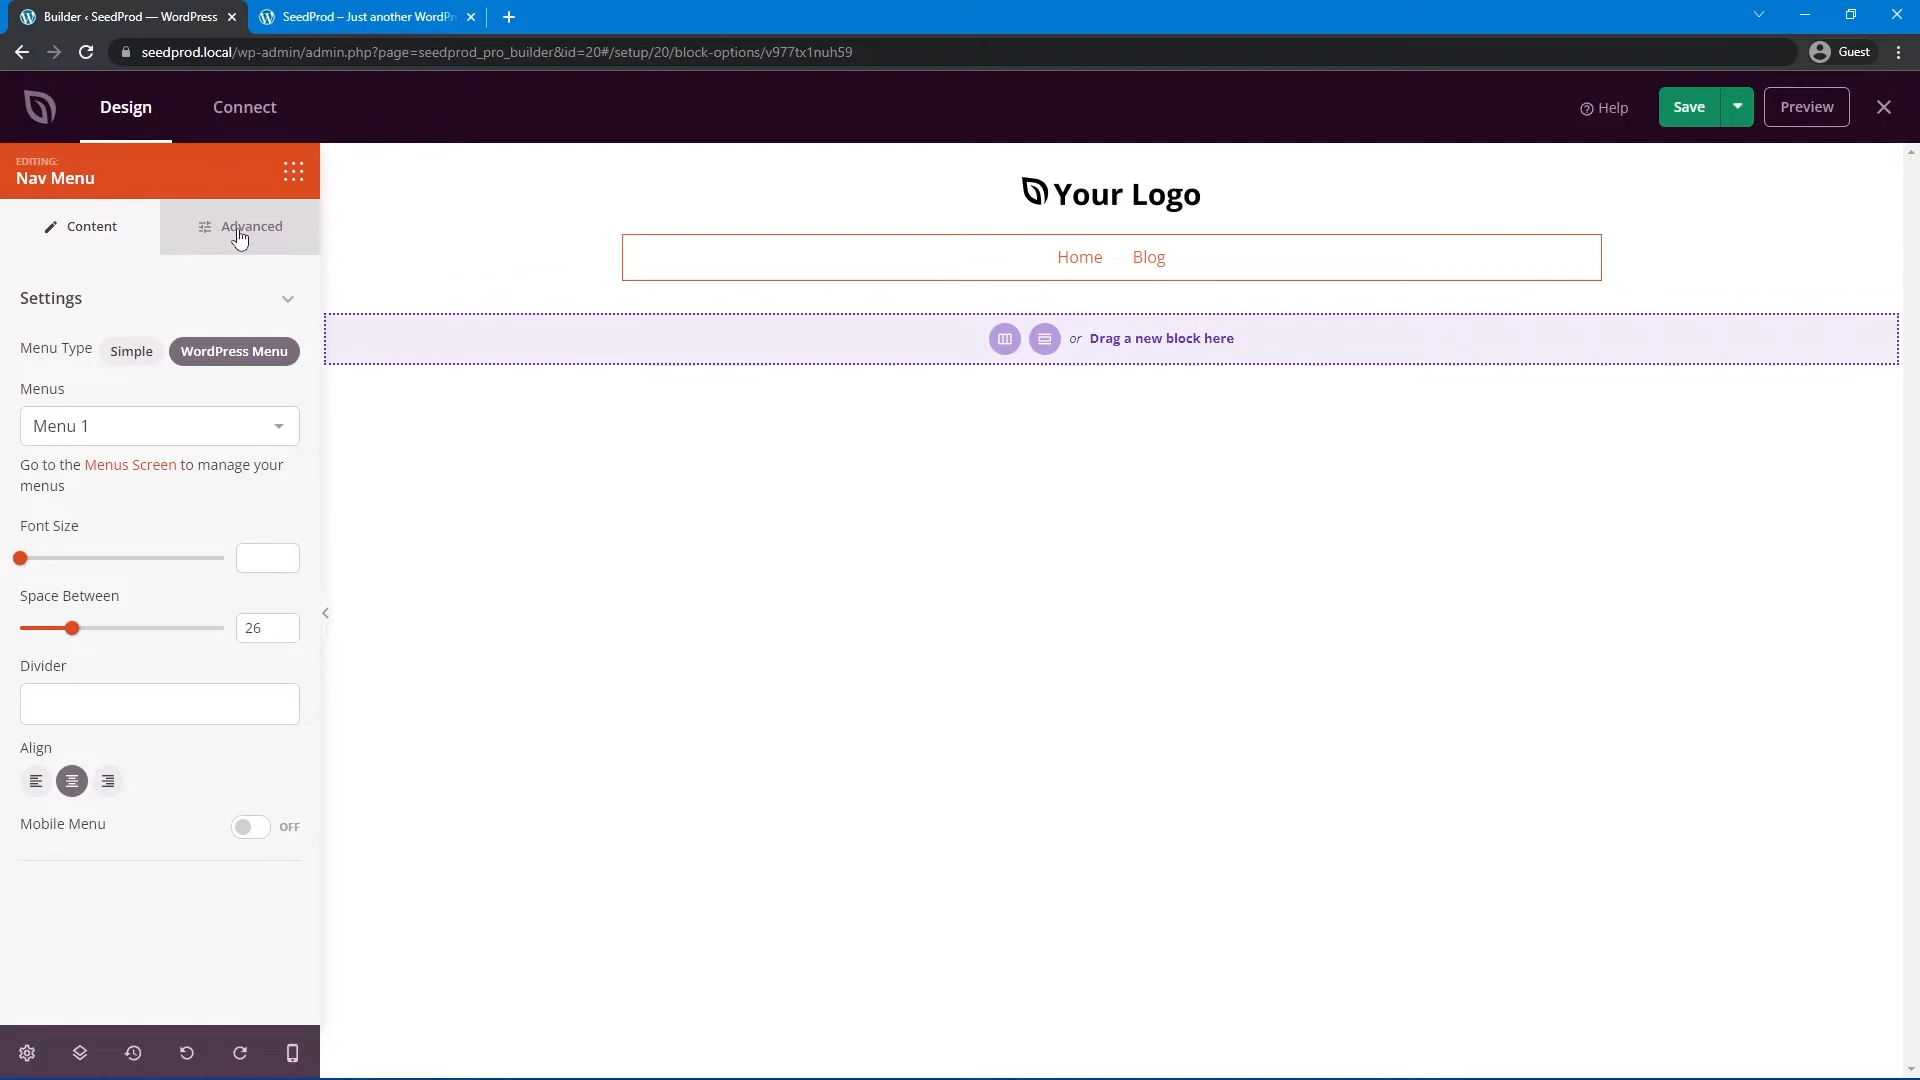 Builder ‹ SeedProd — WordPress
SeedProd – Just another WordPr
seedprod.local/wp-admin/admin.php?page=seedprod_pro_builder&id=20#/setup/20/block-options/v977tx1nuh59
Guest
Design
Connect
Help
Save
Preview
EDITING:
Nav Menu
Content
Advanced
Settings
Menu Type
Simple
WordPress Menu
Menus
Menu 1
Go to the Menus Screen to manage your
menus
Font Size
Space Between
26
Divider
Align
Mobile Menu
OFF
Your Logo
Home
Blog
or Drag a new block here